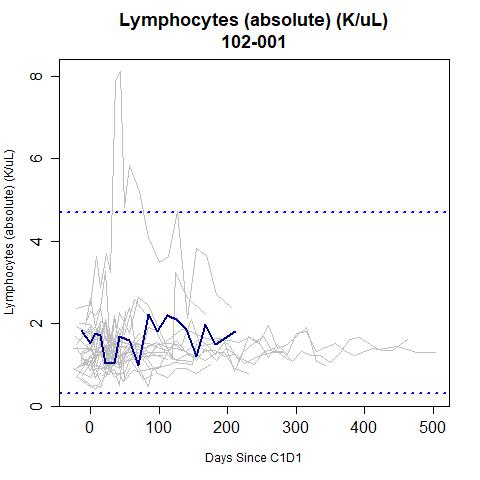 Lymphocytes (absolute) (K/uL)
102-001
Lymphocytes (absolute) (K/uL)
8
6
4
2
0
0 100 200 300 400 500
Days Since C1D1